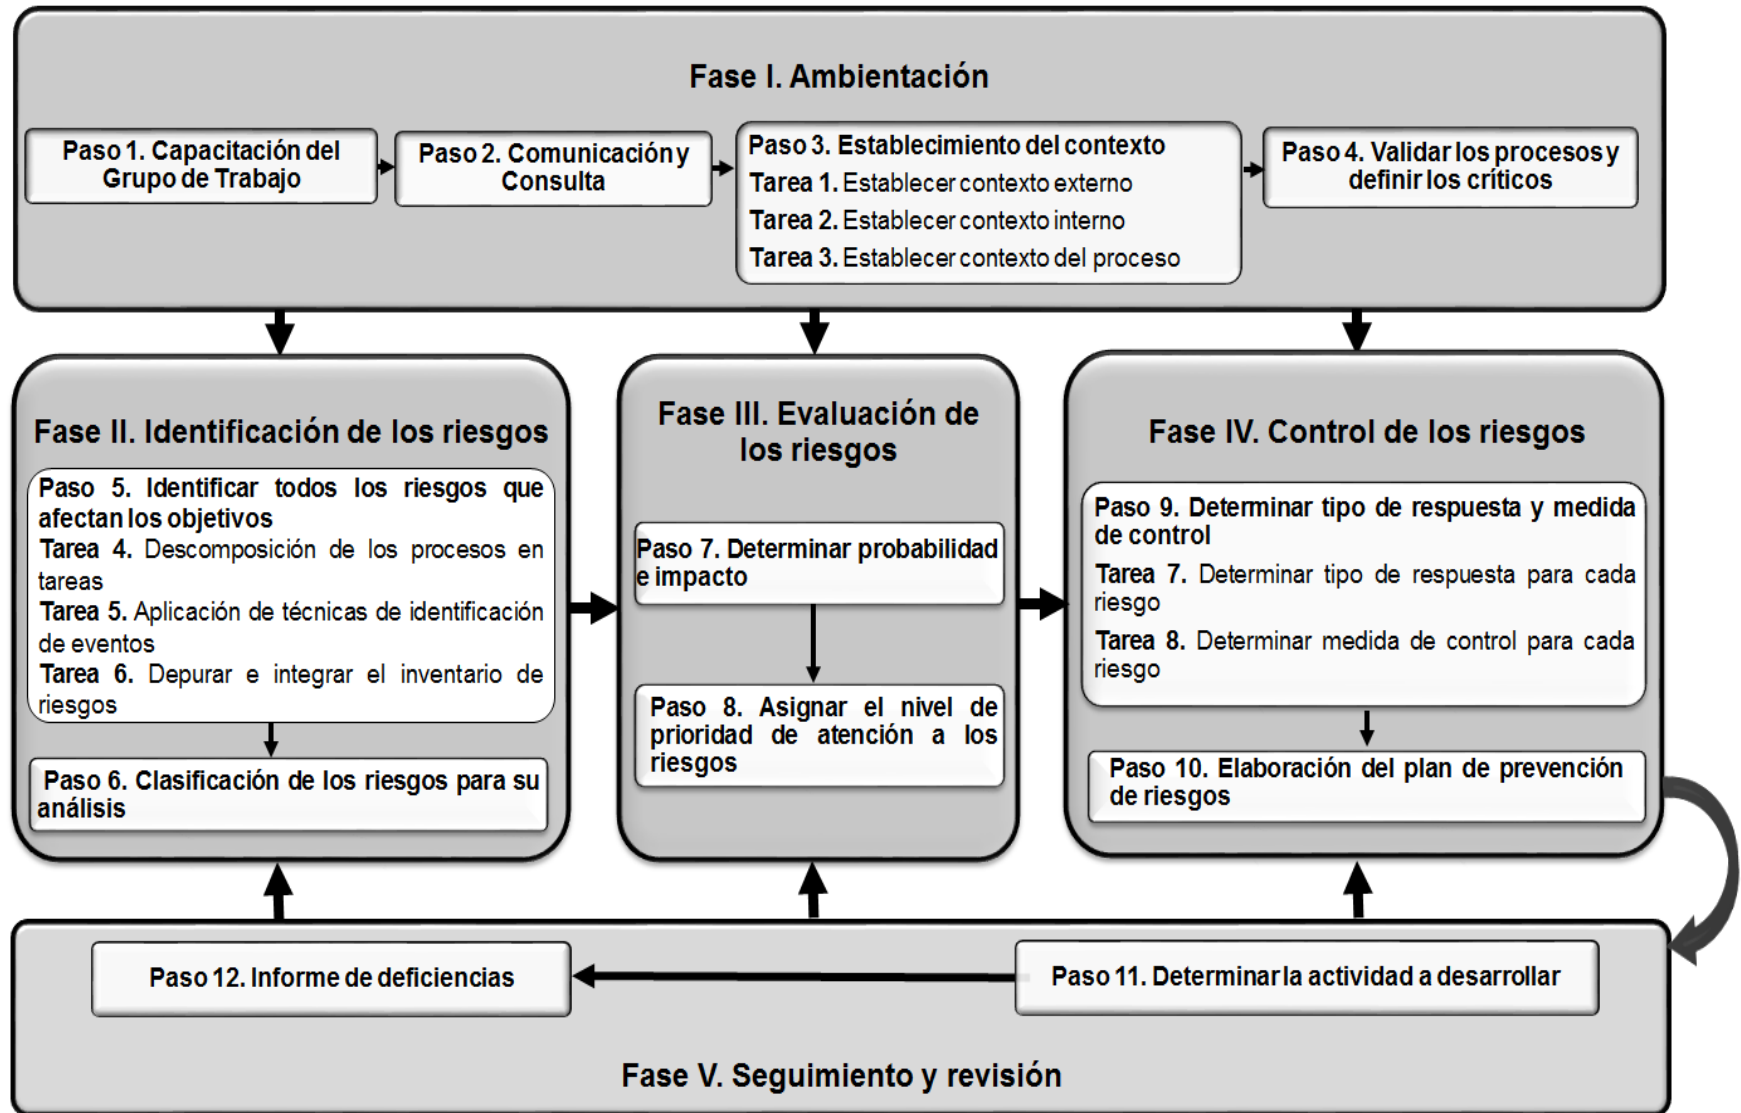 Fase I. Ambientación
Paso 1. Capacitación del
Grupo de Trabajo
Paso 2. Comunicación y
Consulta
Paso 3. Establecimiento del contexto
Tarea 1. Establecer contexto externo
Tarea 2. Establecer contexto interno
Tarea 3. Establecer contexto del proceso
Paso 4. Validar los procesos y
definir los críticos
Fase II. Identificación de los riesgos
Paso 5. Identificar todos los riesgos que
afectan los objetivos
Tarea 4. Descomposición de los procesos en
tareas
Tarea 5. Aplicación de técnicas de identificación
de eventos
Tarea 6. Depurar e integrar el inventario de
riesgos
Paso 6. Clasificación de los riesgos para su
análisis
Fase III. Evaluación de
los riesgos
Paso 7. Determinar probabilidad
e impacto
Paso 8. Asignar el nivel de
prioridad de atención a los
riesgos
Fase IV. Control de los riesgos
Paso 9. Determinar tipo de respuesta y medida
de control
Tarea 7. Determinar tipo de respuesta para cada
riesgo
Tarea 8. Determinar medida de control para cada
riesgo
Paso 10. Elaboración del plan de prevención
de riesgos
Paso 12. Informe de deficiencias
Paso 11. Determinar la actividad a desarrollar
Fase V. Seguimiento y revisión